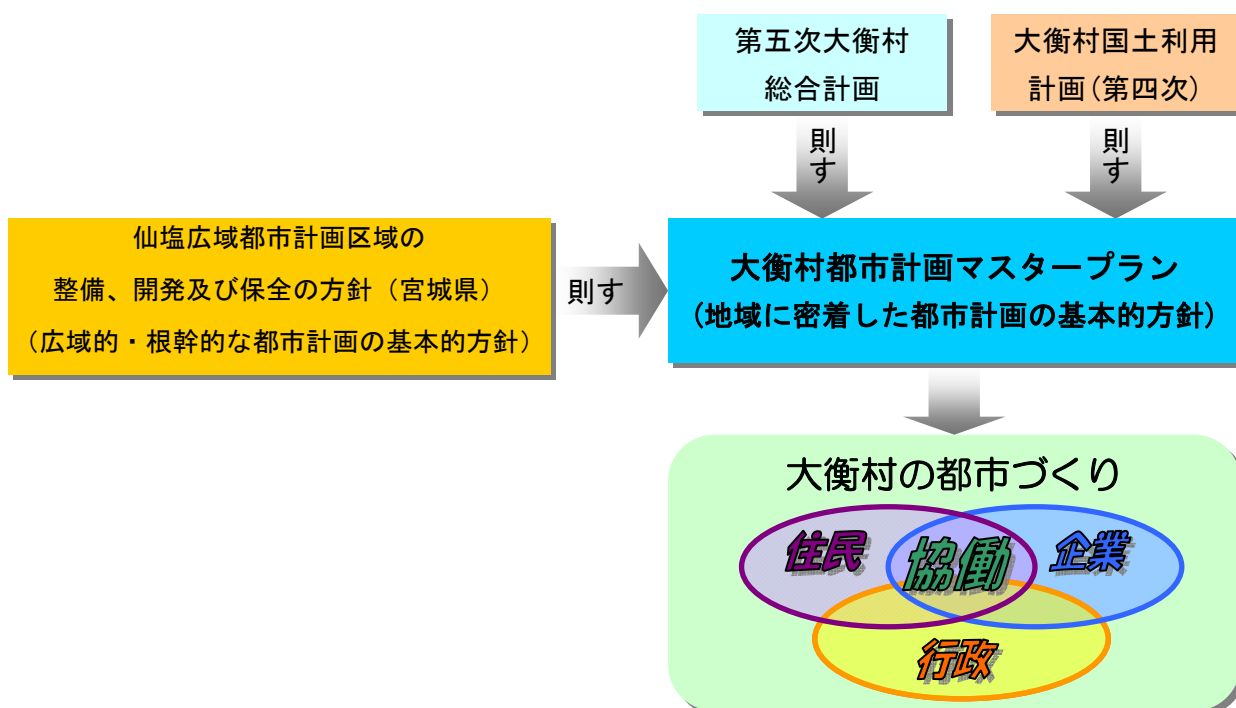 第五次大衡村
総合計画
大衡村国土利用
計画(第四次)
則す
則す
仙塩広域都市計画区域の
整備、開発及び保全の方針（宮城県）
（広域的・根幹的な都市計画の基本的方針）
則す
大衡村都市計画マスタープラン
(地域に密着した都市計画の基本的方針)
大衡村の都市づくり
住民
協働
企業
行政